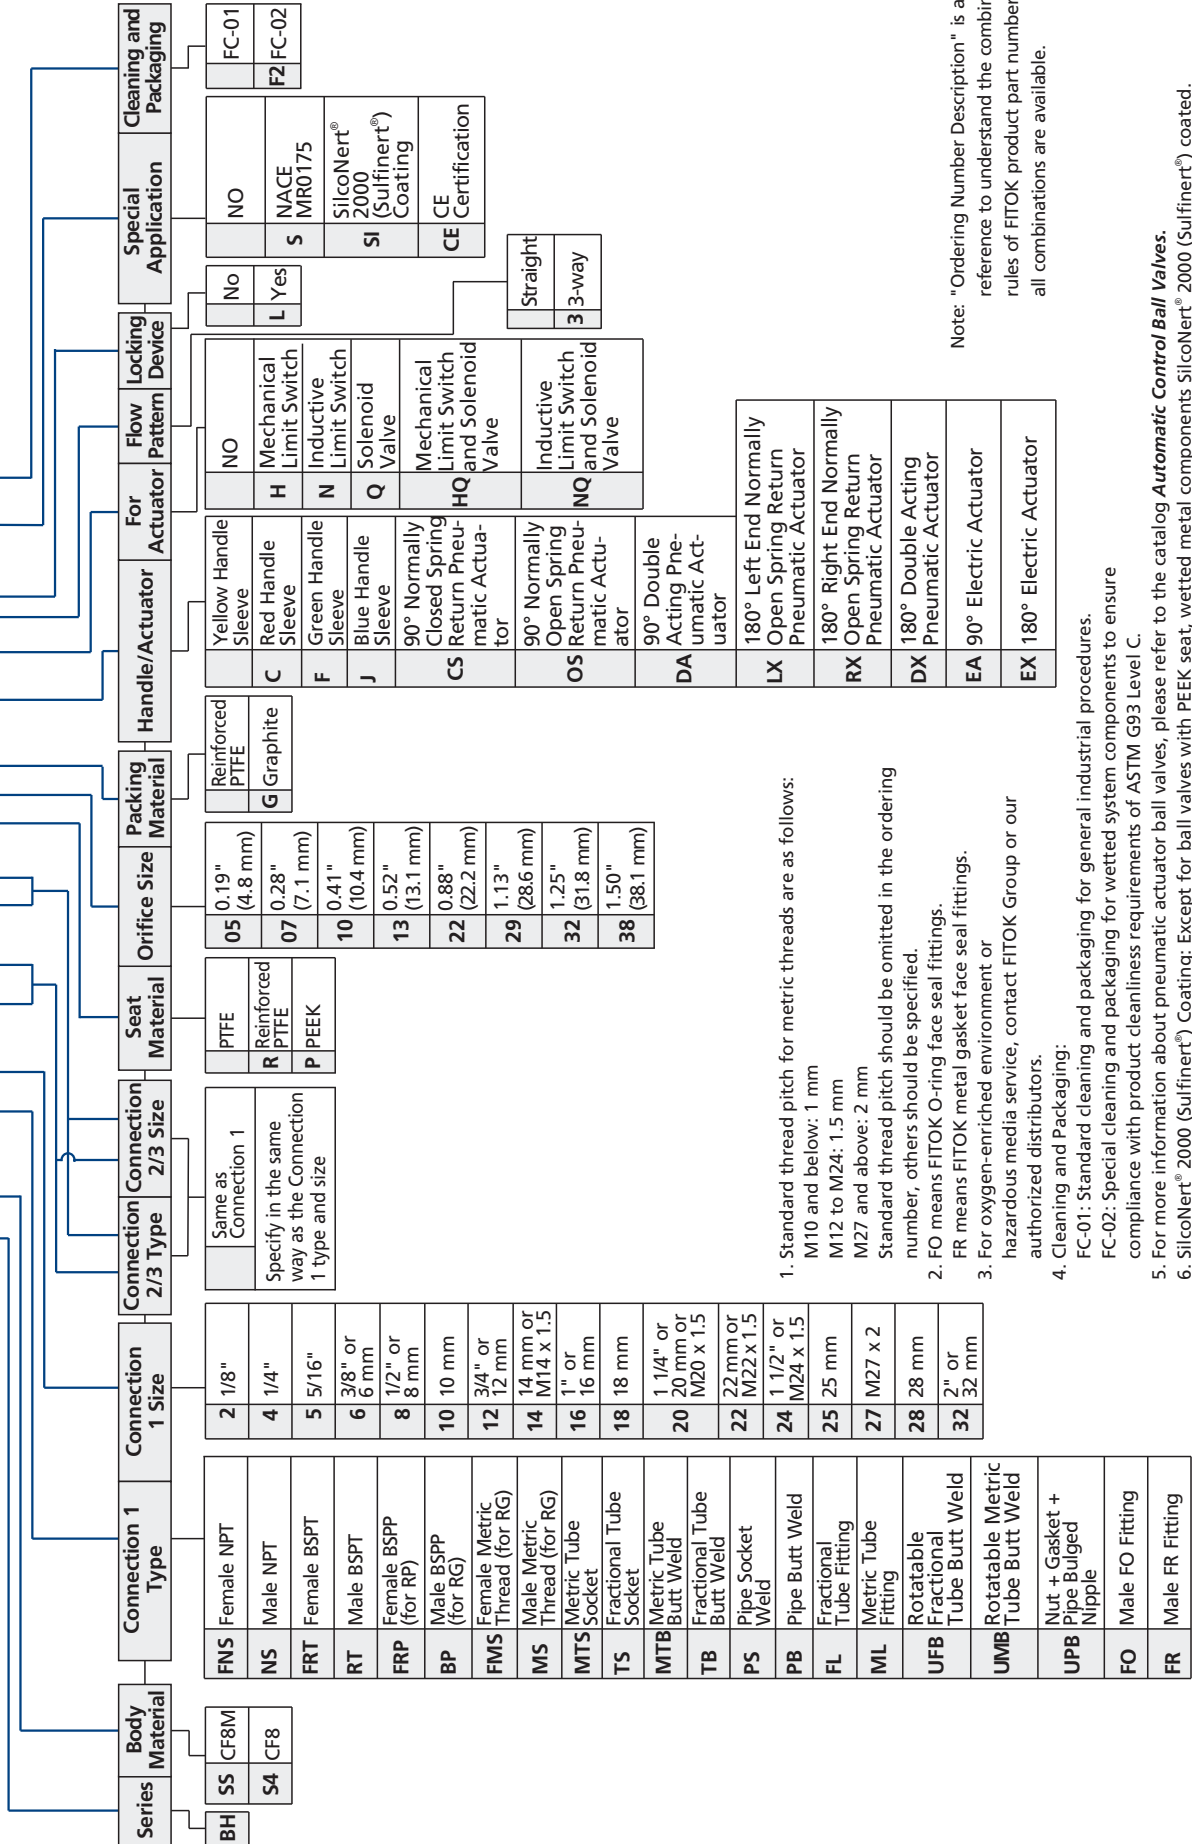 Series
BH
Body
Material
SS CF8M
S4 CF8
Connection 1
Type
FNS Female NPT
NS Male NPT
FRT Female BSPT
RT Male BSPT
FRP Female BSPP
(for RP)
BP Male BSPP
(for RG)
FMS Female Metric
Thread (for RG)
MS Male Metric
Thread (for RG)
MTS Metric Tube
Socket
TS Fractional Tube
Socket
MTB Metric Tube
Butt Weld
TB Fractional Tube
Butt Weld
PS Pipe Socket
Weld
PB Pipe Butt Weld
FL Fractional
Tube Fitting
ML Metric Tube
Fitting
UFB Rotatable
Fractional
Tube Butt Weld
UMB Rotatable Metric
Tube Butt Weld
UPB Nut + Gasket +
Pipe Bulged
Nipple
FO Male FO Fitting
FR Male FR Fitting
Connection
1 Size
2 1/8"
4 1/4"
5 5/16"
6 3/8" or
6 mm
8 1/2" or
8 mm
10 10 mm
12 3/4" or
12 mm
14 14 mm or
M14 x 1.5
16 1" or
16 mm
18 18 mm
20 1 1/4" or
20 mm or
M20 x 1.5
22 22 mm or
M22 x 1.5
24 1 1/2" or
M24 x 1.5
25 25 mm
27 M27 x 2
28 28 mm
32 2" or
32 mm
Connection
2/3 Type
Connection
2/3 Size
Same as
Connection 1
Specify in the same
way as the Connection
1 type and size
Seat
Material
PTFE
R Reinforced
PTFE
P PEEK
Orifice Size
05 0.19"
(4.8 mm)
07 0.28"
(7.1 mm)
10 0.41"
(10.4 mm)
13 0.52"
(13.1 mm)
22 0.88"
(22.2 mm)
29 1.13"
(28.6 mm)
32 1.25"
(31.8 mm)
38 1.50"
(38.1 mm)
Packing
Material
Reinforced
PTFE
G Graphite
Handle/Actuator
Yellow Handle
Sleeve
C Red Handle
Sleeve
F Green Handle
Sleeve
J Blue Handle
Sleeve
CS 90° Normally
Closed Spring
Return Pneu-
matic Actua-
tor
OS 90° Normally
Open Spring
Return Pneu-
matic Actu-
ator
DA 90° Double
Acting Pne-
umatic Act-
uator
LX 180° Left End Normally
Open Spring Return
Pneumatic Actuator
RX 180° Right End Normally
Open Spring Return
Pneumatic Actuator
DX 180° Double Acting
Pneumatic Actuator
EA 90° Electric Actuator
EX 180° Electric Actuator
For
Actuator
NO
H Mechanical
Limit Switch
N Inductive
Limit Switch
Q Solenoid
Valve
HQ Mechanical
Limit Switch
and Solenoid
Valve
NQ Inductive
Limit Switch
and Solenoid
Valve
Flow
Pattern
Straight
3 3-way
Locking
Device
No
L Yes
Special
Application
NO
S NACE
MR0175
SI SilcoNert®
2000
(Sulfinert®)
Coating
CE CE
Certification
Cleaning and
Packaging
FC-01
F2 FC-02
1. Standard thread pitch for metric threads are as follows:
M10 and below: 1 mm
M12 to M24: 1.5 mm
M27 and above: 2 mm
Standard thread pitch should be omitted in the ordering
number, others should be specified.
2. FO means FITOK O-ring face seal fittings.
FR means FITOK metal gasket face seal fittings.
3. For oxygen-enriched environment or
hazardous media service, contact FITOK Group or our
authorized distributors.
4. Cleaning and Packaging:
FC-01: Standard cleaning and packaging for general industrial procedures.
FC-02: Special cleaning and packaging for wetted system components to ensure
compliance with product cleanliness requirements of ASTM G93 Level C.
5. For more information about pneumatic actuator ball valves, please refer to the catalog Automatic Control Ball Valves.
6. SilcoNert® 2000 (Sulfinert®) Coating: Except for ball valves with PEEK seat, wetted metal components SilcoNert® 2000 (Sulfinert®) coated.
Note: "Ordering Number Description" is a
reference to understand the combin
rules of FITOK product part number
all combinations are available.